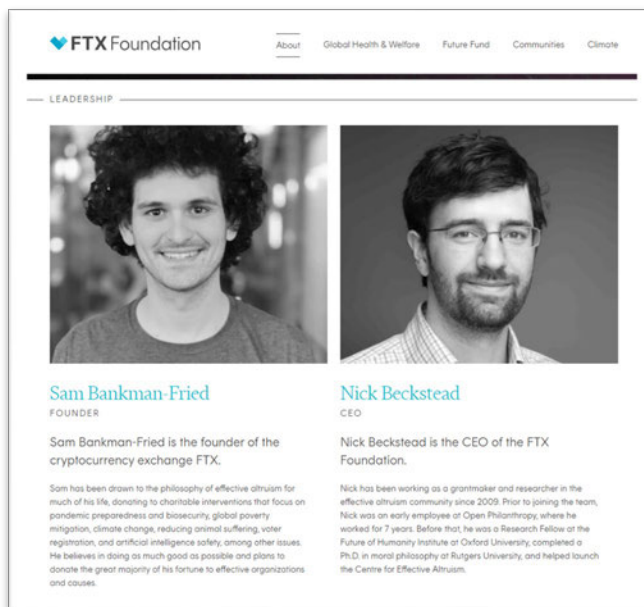 FTX Foundation
About Global Health & Welfare Future Fund Communities Climate
LEADERSHIP
Sam Bankman-Fried
FOUNDER
Sam Bankman-Fried is the founder of the
cryptocurrency exchange FTX.
Sam has been drawn to the philosophy of effective altruism for
much of his life, donating to charitable interventions that focus on
pandemic preparedness and biosecurity, global poverty
mitigation, climate change, reducing animal suffering, voter
registration, and artificial intelligence safety, among other issues.
He believes in doing as much good as possible and plans to
donate the great majority of his fortune to effective organizations
and causes.
Nick Beckstead
CEO
Nick Beckstead is the CEO of the FTX
Foundation.
Nick has been working as a grantmaker and researcher in the
effective altruism community since 2009. Prior to joining the team,
Nick was an early employee at Open Philanthropy, where he
worked for 7 years. Before that, he was a Research Fellow at the
Future of Humanity Institute at Oxford University, completed a
Ph.D. in moral philosophy at Rutgers University, and helped launch
the Centre for Effective Altruism.